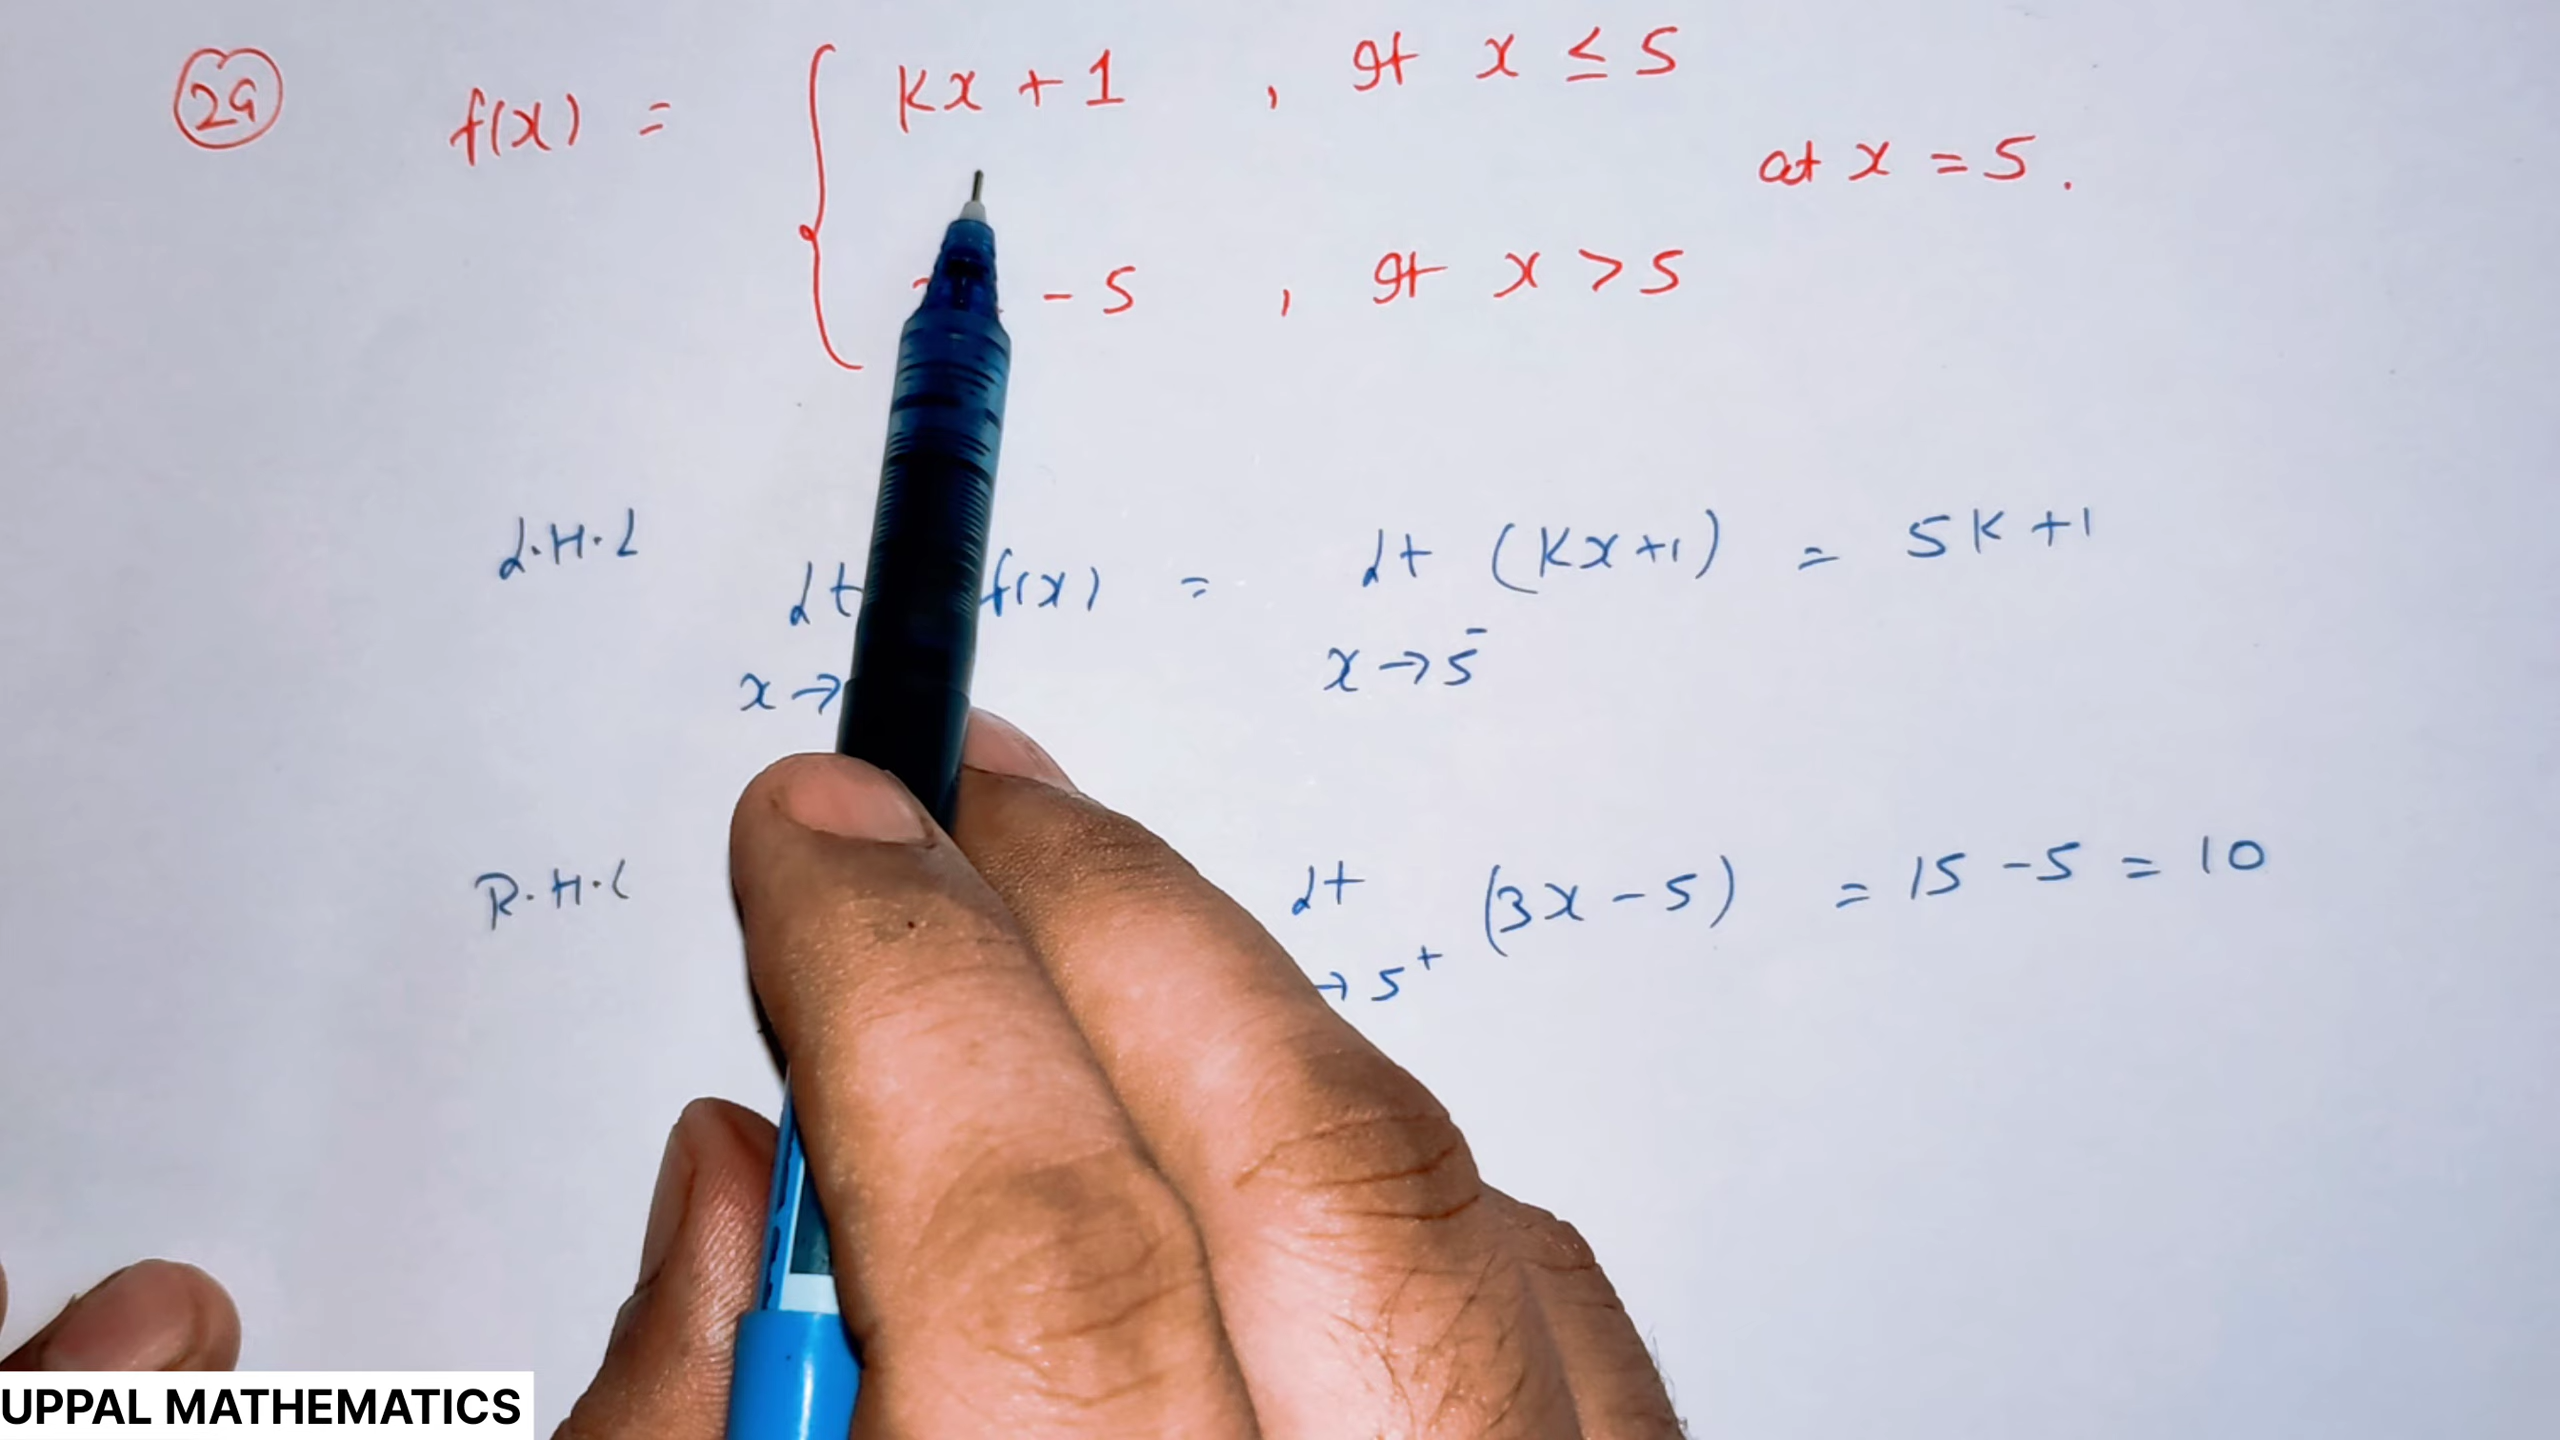 29 f(x) = { kx + 1 , if x ≤ 5
at x = 5.
- 5 , if x > 5
L.H.L Lt f(x) = Lt (Kx+1) = 5K+1
x→ x→5⁻
R.H.L Lt (3x-5) = 15 - 5 = 10
→5⁺
UPPAL MATHEMATICS